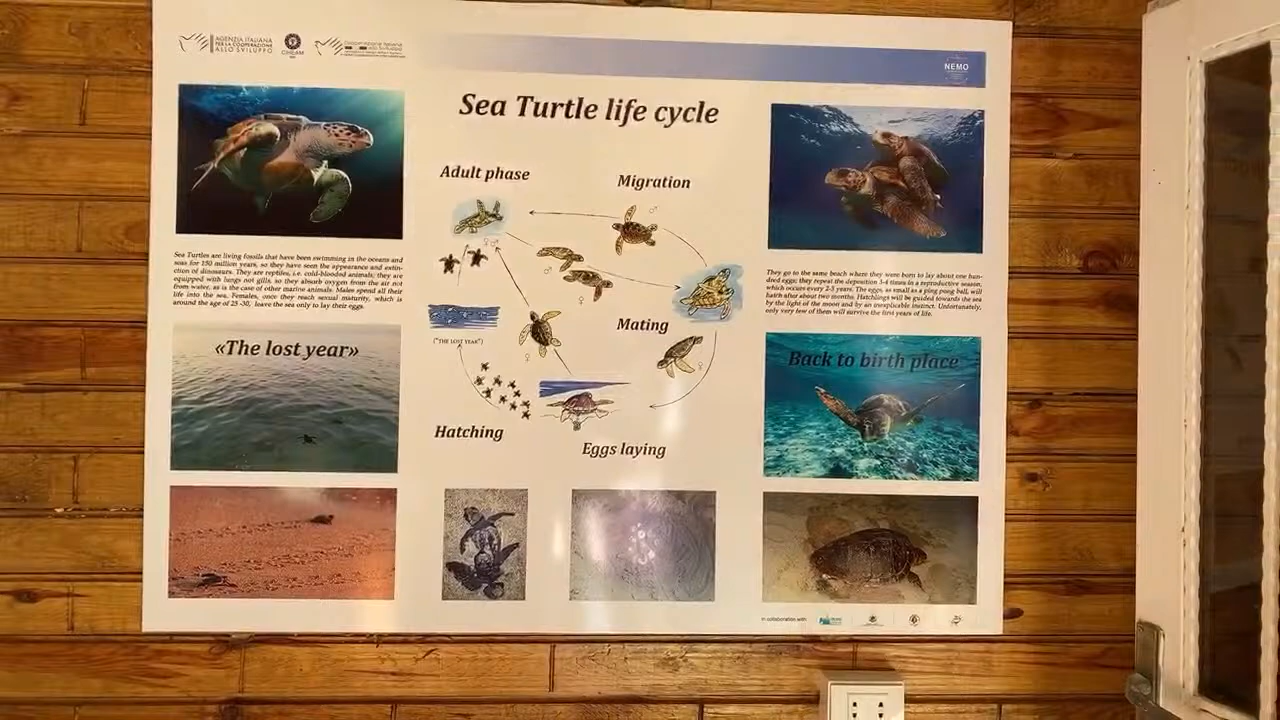 AGENZIA ITALIANA
PER LA COOPERAZIONE
ALLO SVILUPPO
CIHEAM
NEMO
Sea Turtle life cycle
Adult phase
Migration
Sea Turtles are living fossils that have been swimming in the oceans and
seas for 150 million years, so they have seen the appearance and extin-
ction of dinosaurs. They are reptiles, i.e. cold-blooded animals; they are
equipped with lungs not gills, so they absorb oxygen from the air not
from water, as is the case of other marine animals. Males spend all their
life into the sea. Females, once they reach sexual maturity, which is
around the age of 25 -30, leave the sea only to lay their eggs.
They go to the same beach where they were born to lay about one hun-
dred eggs; they repeat the deposition 3-4 times in a reproductive season,
which occurs every 2-5 years. The eggs, as small as a ping pong ball, will
hatch after about two months. Hatchlings will be guided towards the sea
by the light of the moon and by an inexplicable instinct. Unfortunately,
only very few of them will survive the first years of life.
Mating
("THE LOST YEAR")
«The lost year»
Back to birth place
Hatching
Eggs laying
In collaboration with